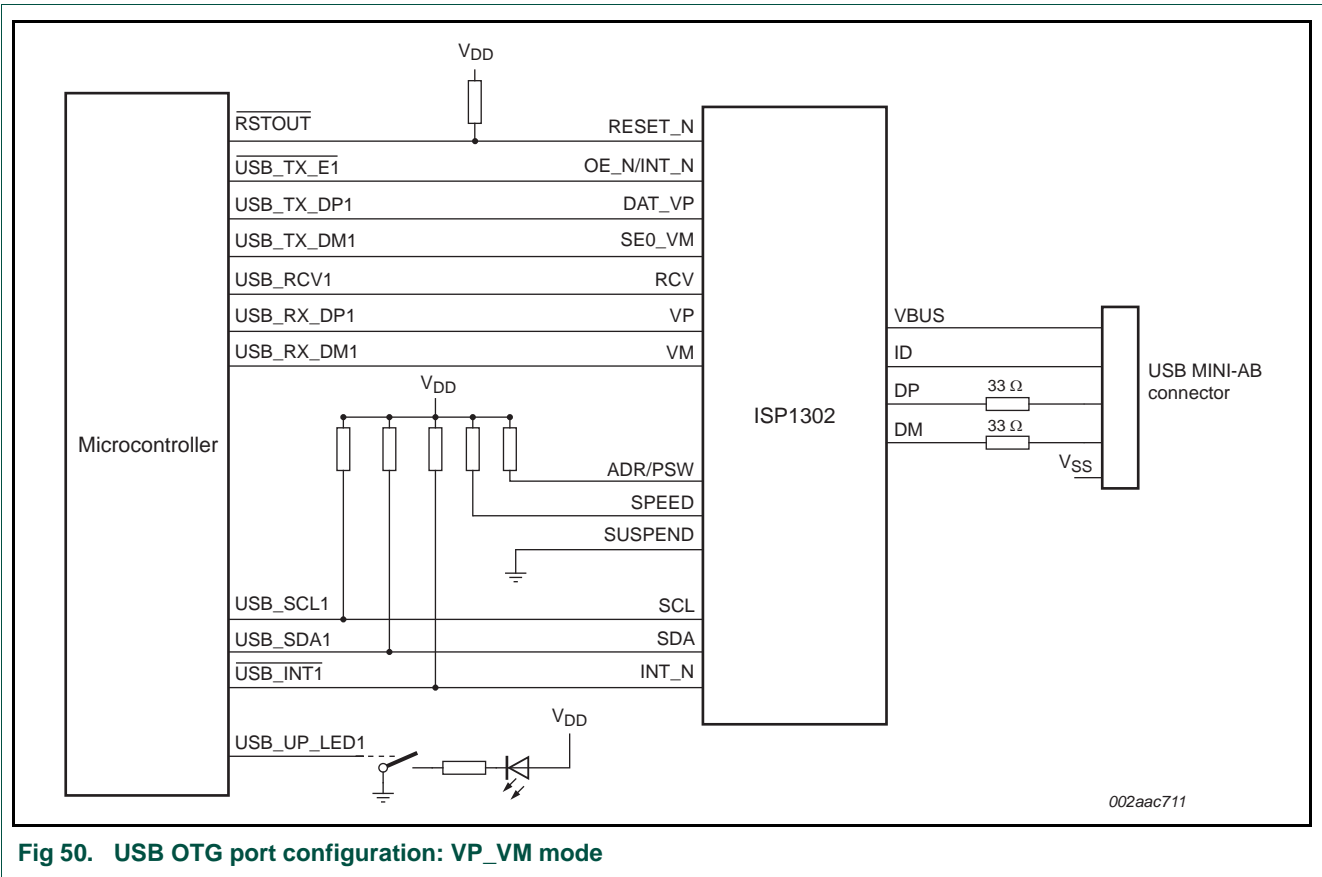 VDD
RSTOUT
RESET_N
USB_TX_E1
OE_N/INT_N
USB_TX_DP1
DAT_VP
USB_TX_DM1
SE0_VM
USB_RCV1
RCV
USB_RX_DP1
VP
USB_RX_DM1
VM
VBUS
ID
DP
33 Ω
DM
33 Ω
VSS
USB MINI-AB
connector
VDD
Microcontroller
ISP1302
ADR/PSW
SPEED
SUSPEND
USB_SCL1
SCL
USB_SDA1
SDA
USB_INT1
INT_N
VDD
USB_UP_LED1
002aac711
Fig 50. USB OTG port configuration: VP_VM mode